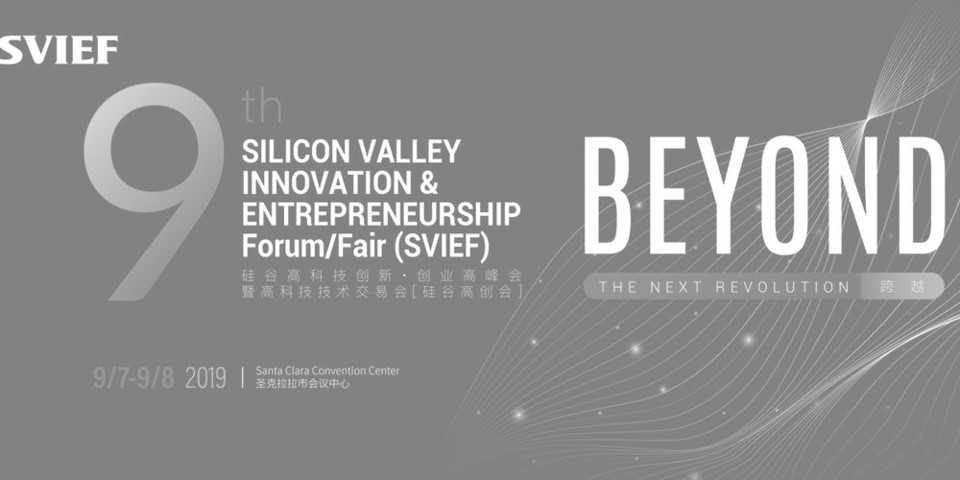 SVIEF
9th
SILICON VALLEY
INNOVATION &
ENTREPRENEURSHIP
Forum/Fair (SVIEF)
硅谷高科技创新·创业高峰会
暨高科技技术交易会[硅谷高创会]
9/7-9/8 2019 | Santa Clara Convention Center
圣克拉拉市会议中心
BEYOND
THE NEXT REVOLUTION 跨越